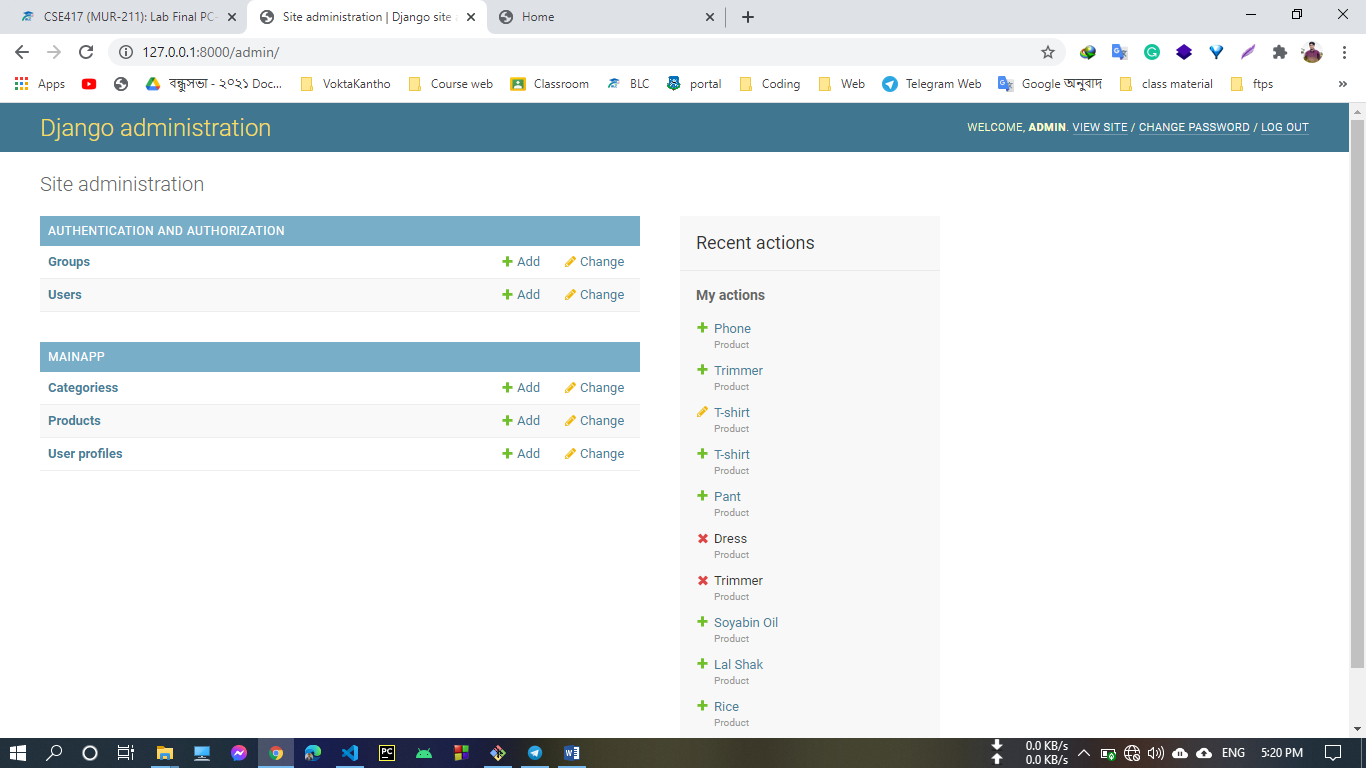 CSE417 (MUR-211): Lab Final PC-
Site administration | Django site a
Home
127.0.0.1:8000/admin/
Apps
বন্ধুসভা - ২০২১ Doc...
VoktaKantho
Course web
Classroom
BLC
portal
Coding
Web
Telegram Web
Google অনুবাদ
class material
ftps
Django administration
WELCOME, ADMIN. VIEW SITE / CHANGE PASSWORD / LOG OUT
Site administration
AUTHENTICATION AND AUTHORIZATION
Groups Add Change
Users Add Change
MAINAPP
Categoriess Add Change
Products Add Change
User profiles Add Change
Recent actions
My actions
Phone
Product
Trimmer
Product
T-shirt
Product
T-shirt
Product
Pant
Product
Dress
Product
Trimmer
Product
Soyabin Oil
Product
Lal Shak
Product
Rice
Product
0.0 KB/s
0.0 KB/s
ENG
5:20 PM